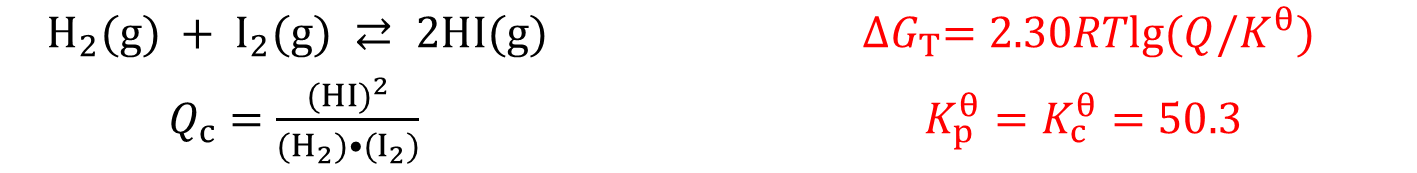 H₂(g) + I₂(g) ⇄ 2HI(g)
ΔG_T = 2.30RTlg(Q/K^θ)
Q_c = (HI)²/((H₂)•(I₂))
K_p^θ = K_c^θ = 50.3